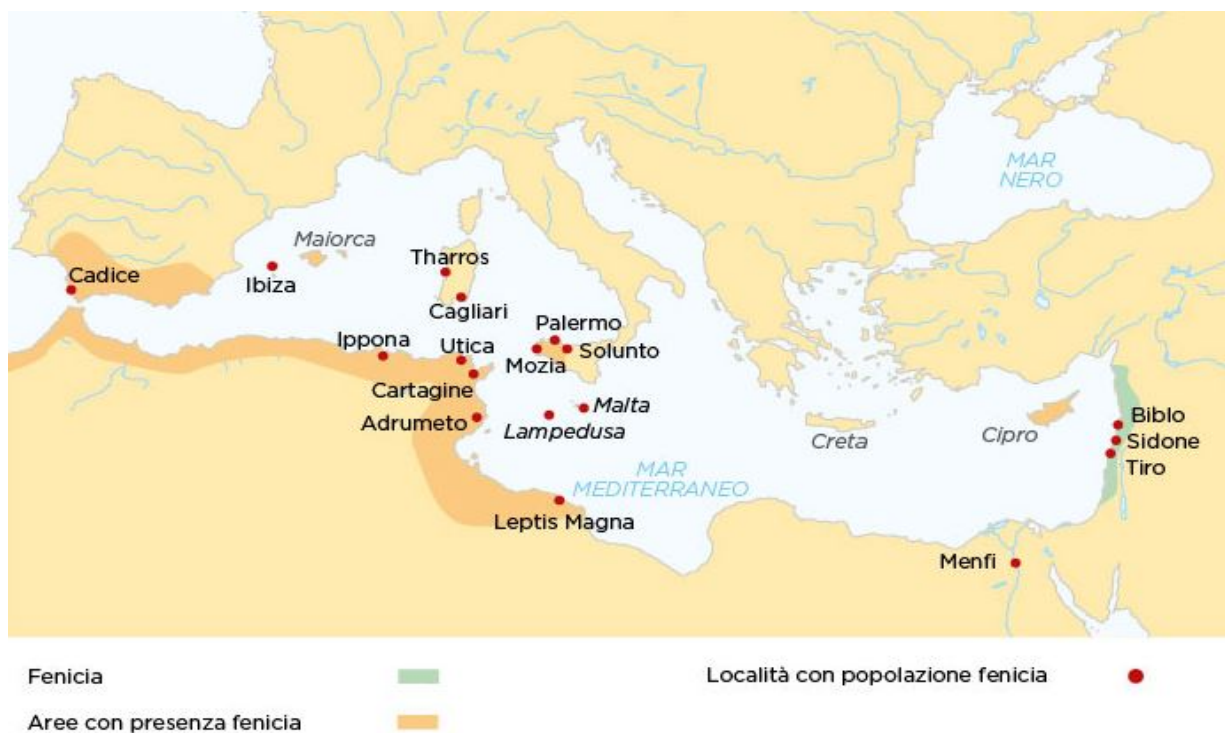 MAR
NERO
Maiorca
Cadice
Ibiza
Tharros
Cagliari
Palermo
Ippona
Utica
Mozia
Solunto
Cartagine
Adrumeto
Malta
Lampedusa
Creta
Cipro
Biblo
Sidone
Tiro
MAR
MEDITERRANEO
Leptis Magna
Menfi
Fenicia
Località con popolazione fenicia
Aree con presenza fenicia